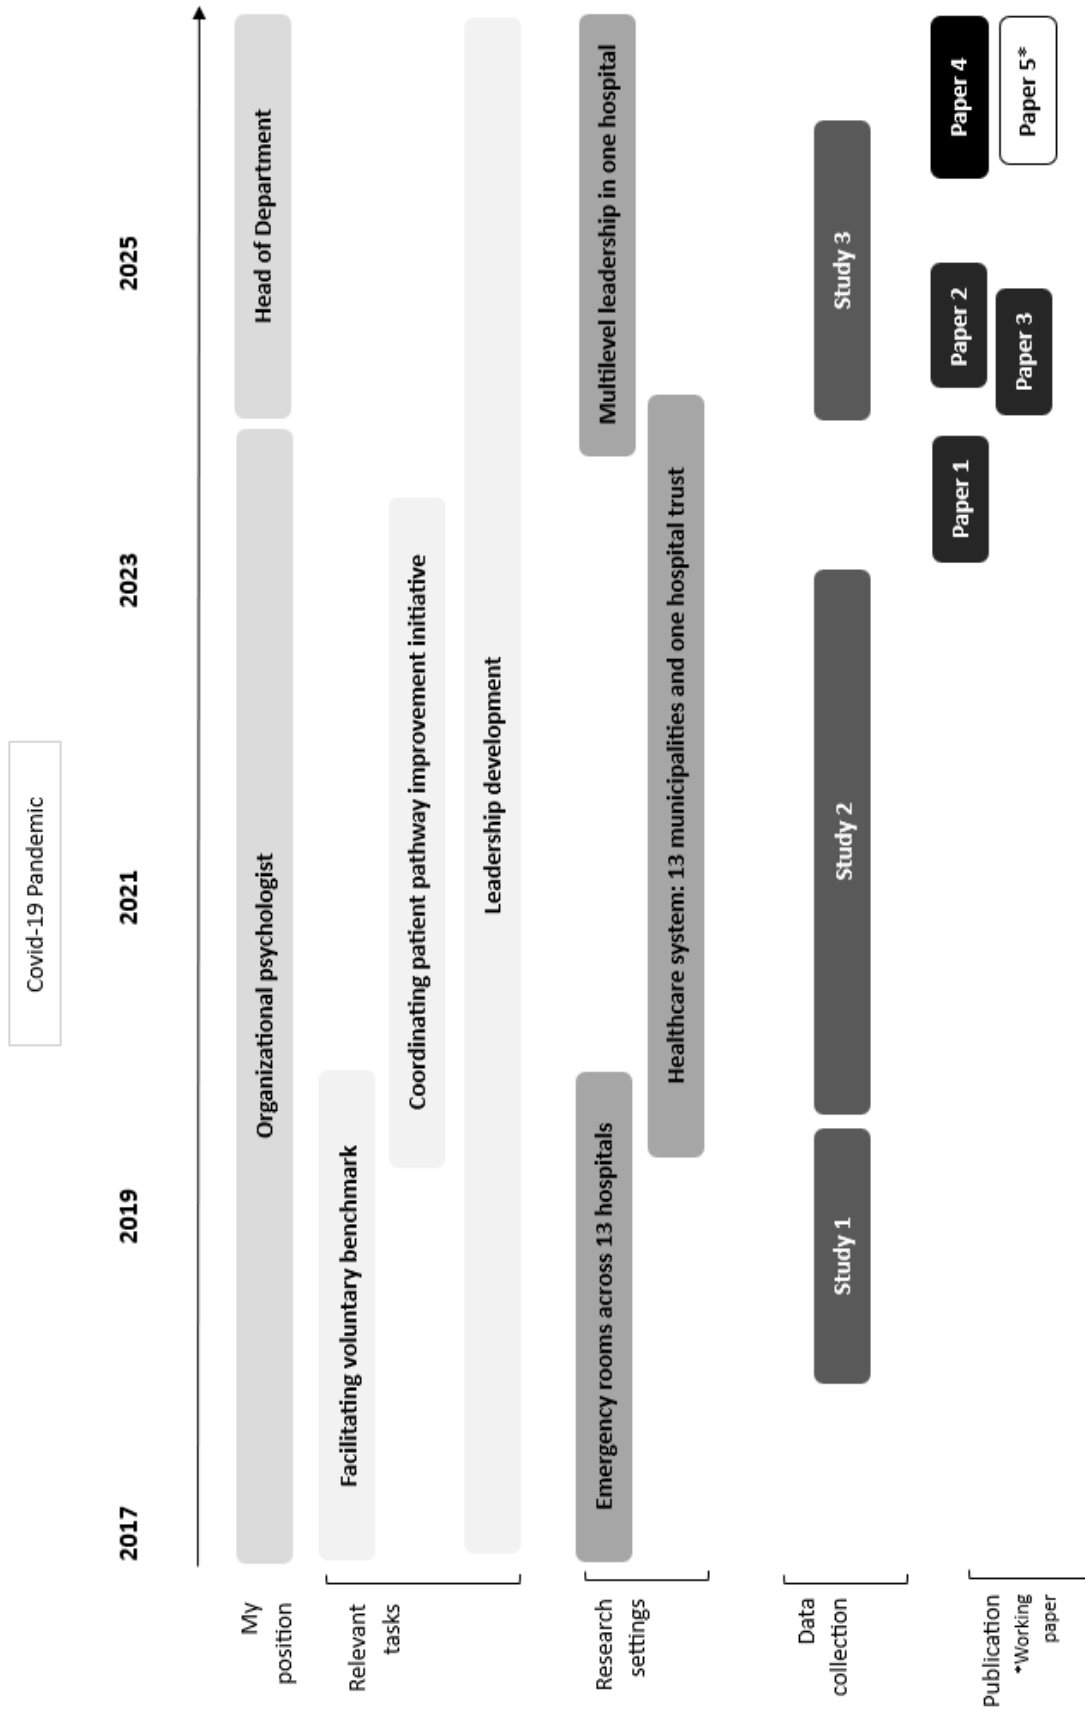 Covid-19 Pandemic
2017
2019
2021
2023
2025
My
position
Organizational psychologist
Head of Department
Relevant
tasks
Facilitating voluntary benchmark
Coordinating patient pathway improvement initiative
Leadership development
Research
settings
Emergency rooms across 13 hospitals
Multilevel leadership in one hospital
Healthcare system: 13 municipalities and one hospital trust
Data
collection
Study 1
Study 2
Study 3
Publication
*Working
paper
Paper 1
Paper 2
Paper 4
Paper 3
Paper 5*